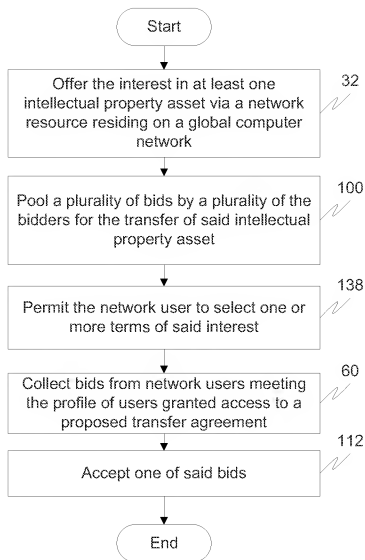 Start
32
Offer the interest in at least one
intellectual property asset via a network
resource residing on a global computer
network
100
Pool a plurality of bids by a plurality of the
bidders for the transfer of said intellectual
property asset
138
Permit the network user to select one or
more terms of said interest
60
Collect bids from network users meeting
the profile of users granted access to a
proposed transfer agreement
112
Accept one of said bids
End